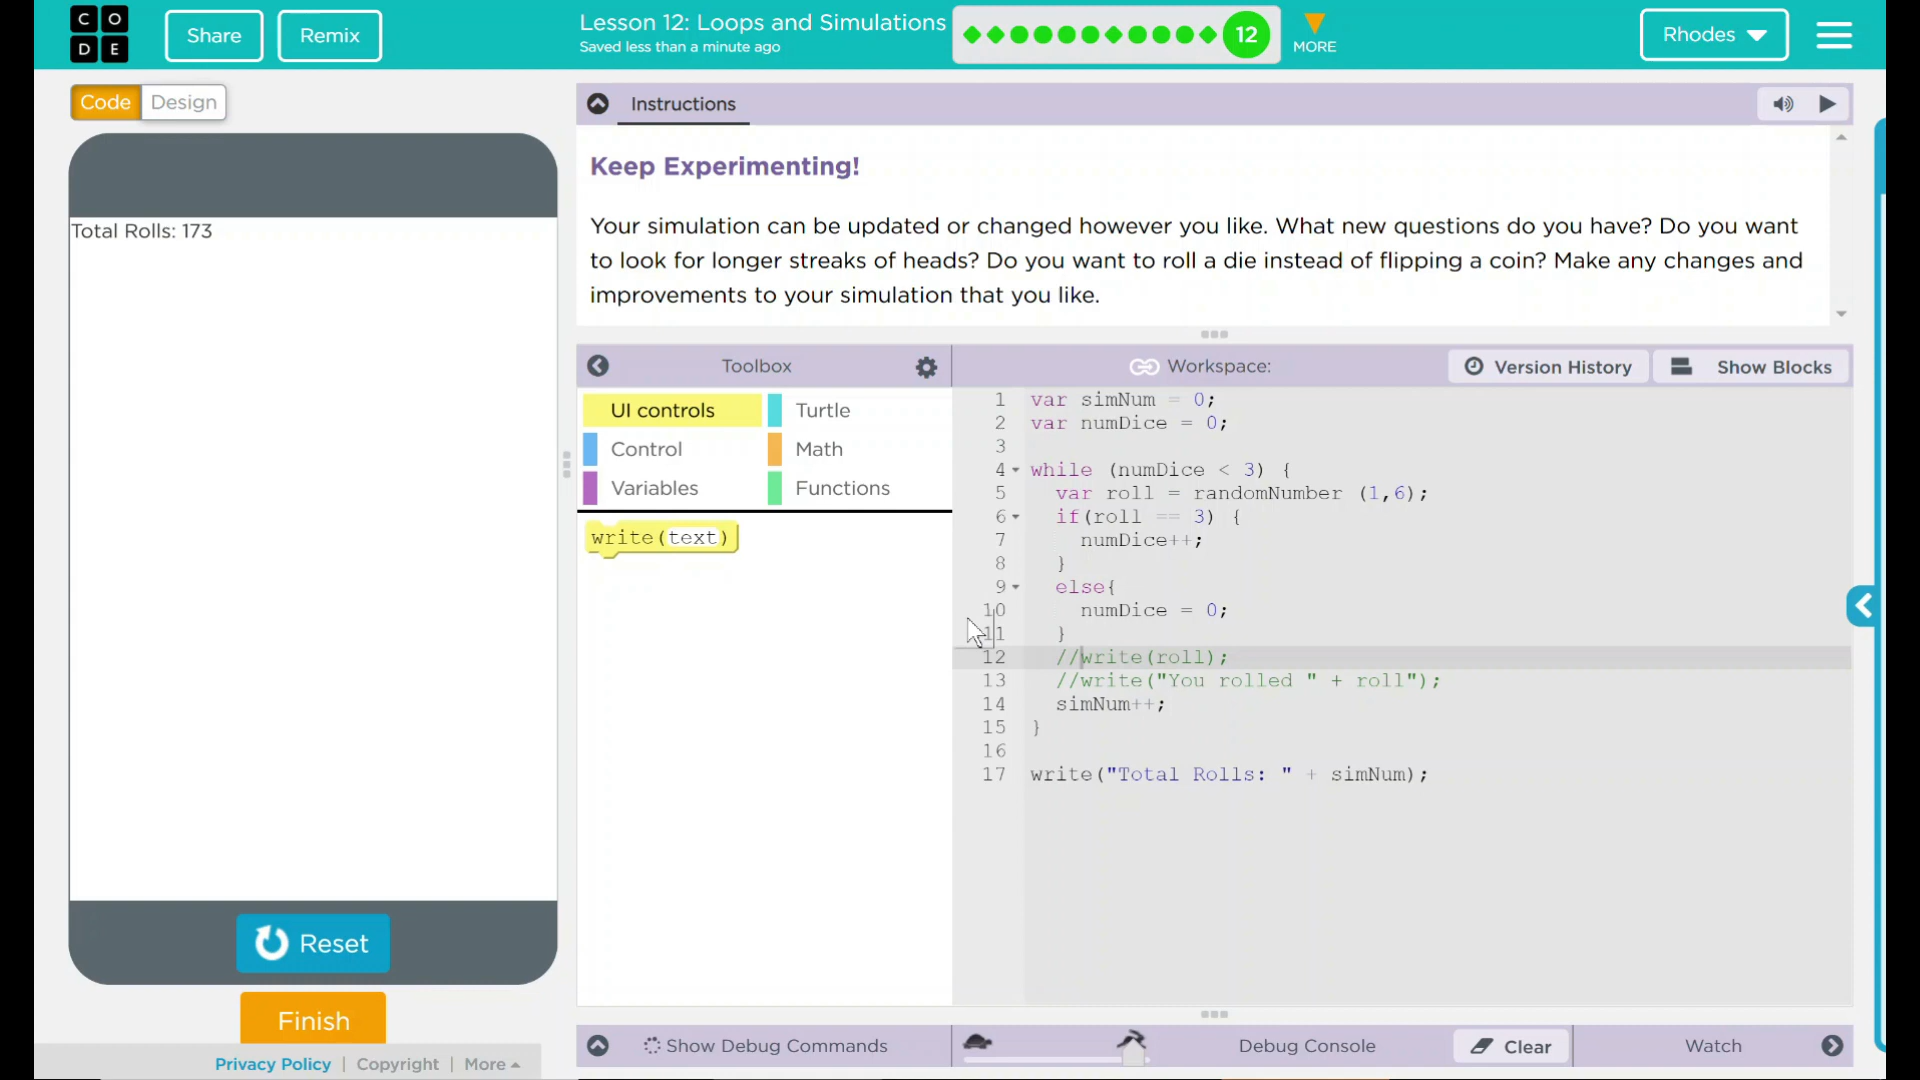 CODE
Share
Remix
Lesson 12: Loops and Simulations
Saved less than a minute ago
12
MORE
Rhodes
Code
Design
Total Rolls: 173
Reset
Finish
Privacy Policy | Copyright | More
Instructions
Keep Experimenting!
Your simulation can be updated or changed however you like. What new questions do you have? Do you want
to look for longer streaks of heads? Do you want to roll a die instead of flipping a coin? Make any changes and
improvements to your simulation that you like.
Toolbox
Workspace:
Version History
Show Blocks
UI controls
Turtle
Control
Math
Variables
Functions
write(text)
1 var simNum = 0;
2 var numDice = 0;
3
4 while (numDice < 3) {
5 var roll = randomNumber (1,6);
6 if(roll == 3) {
7 numDice++;
8 }
9 else{
10 numDice = 0;
11 }
12 //write(roll);
13 //write("You rolled " + roll");
14 simNum++;
15 }
16
17 write("Total Rolls: " + simNum);
Show Debug Commands
Debug Console
Clear
Watch